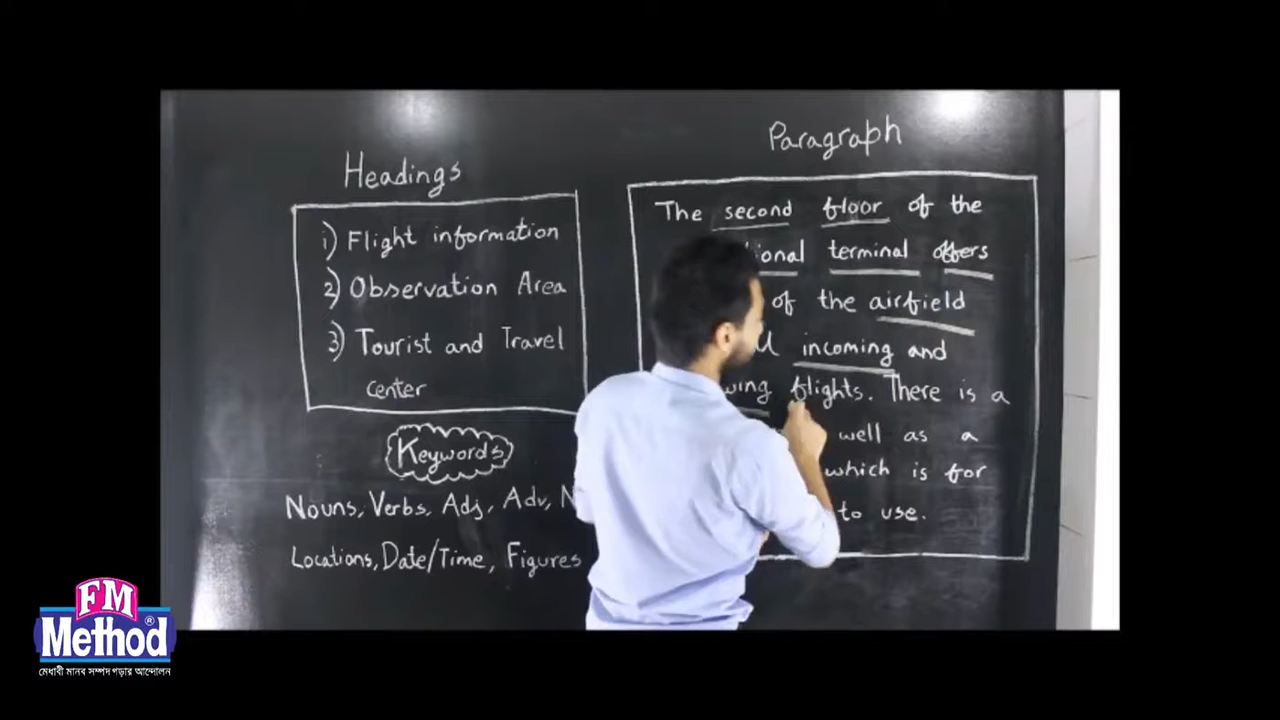 Headings
1) Flight information
2) Observation Area
3) Tourist and Travel
center
Keywords
Nouns, Verbs, Adj, Adv,
Locations, Date/Time, Figures
Paragraph
The second floor of the
terminal offers
of the airfield
incoming and
flights. There is a
well as a
which is for
to use.
FM
Method®
মেধাবী মানব সম্পদ গড়ার আন্দোলন